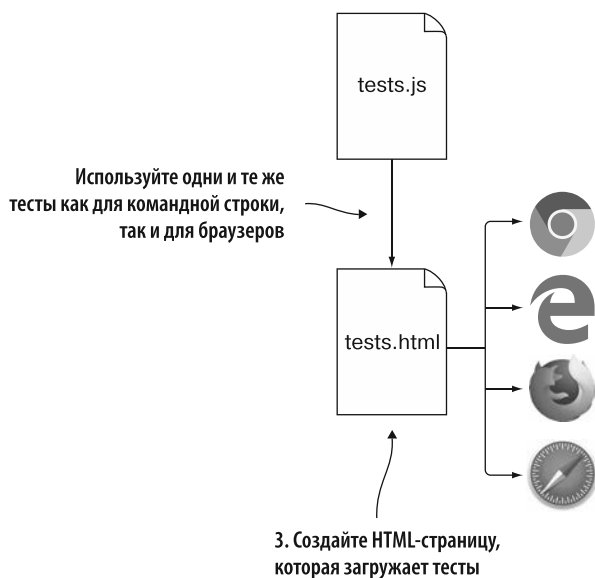 tests.js
Используйте одни и те же
тесты как для командной строки,
так и для браузеров
tests.html
3. Создайте HTML-страницу,
которая загружает тесты